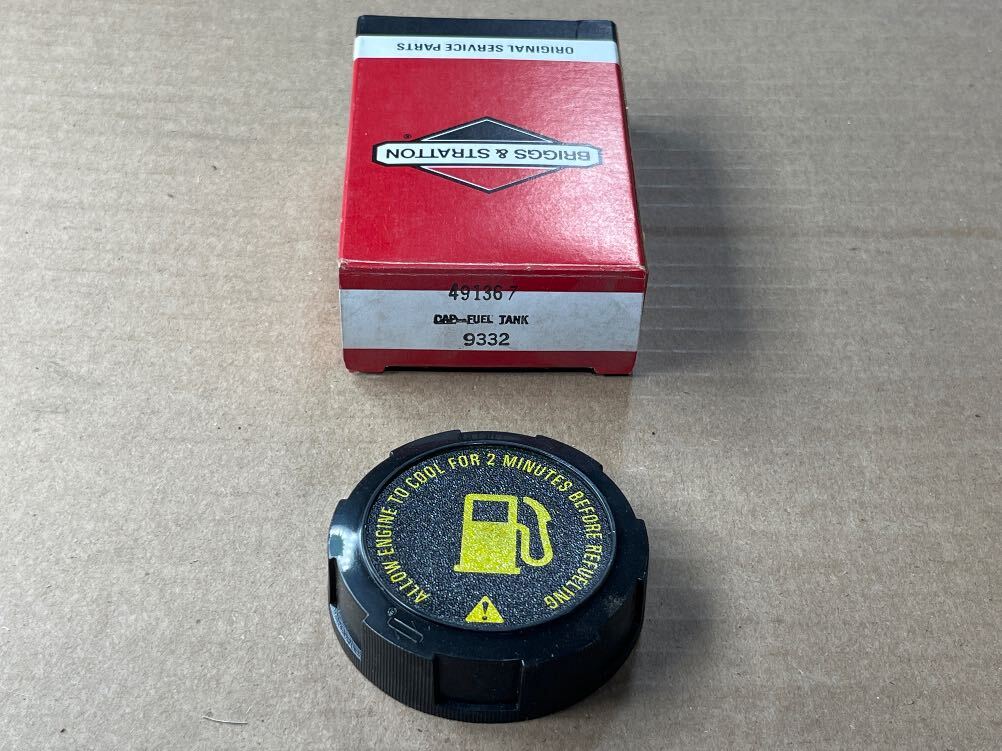 ORIGINAL SERVICE PARTS
BRIGGS & STRATTON
®
491367
CAP-FUEL TANK
9332
ALLOW ENGINE TO COOL FOR 2 MINUTES BEFORE REFUELING